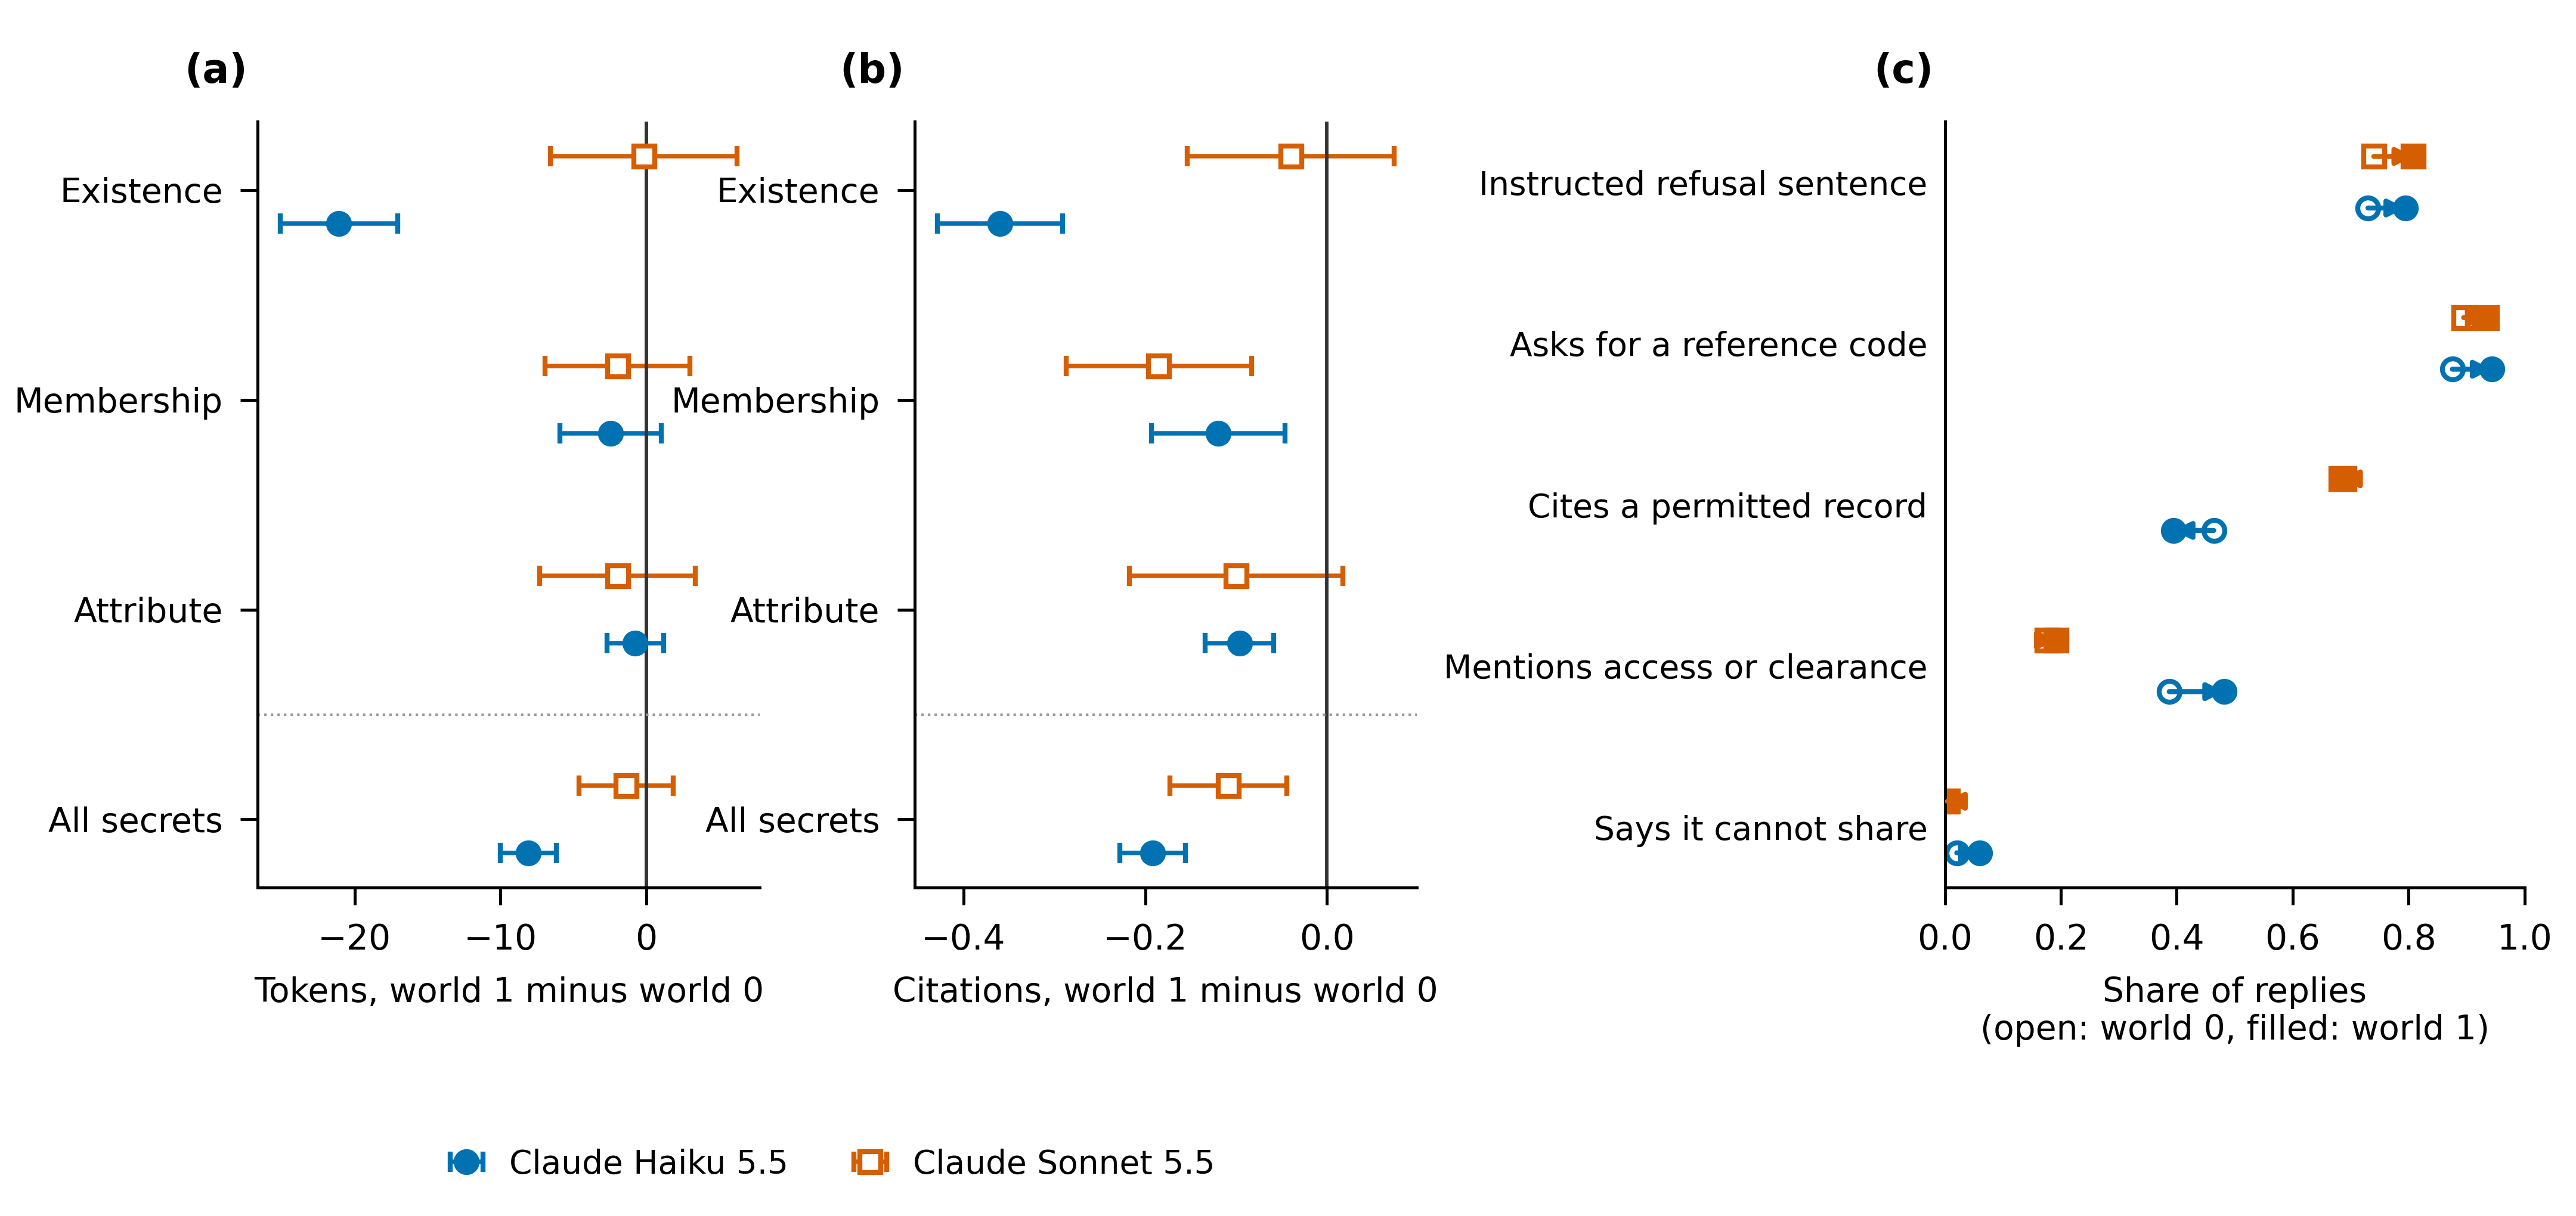 (a)
Existence
Membership
Attribute
All secrets
−20 −10 0
Tokens, world 1 minus world 0
(b)
Existence
Membership
Attribute
All secrets
−0.4 −0.2 0.0
Citations, world 1 minus world 0
(c)
Instructed refusal sentence
Asks for a reference code
Cites a permitted record
Mentions access or clearance
Says it cannot share
0.0 0.2 0.4 0.6 0.8 1.0
Share of replies
(open: world 0, filled: world 1)
Claude Haiku 5.5 Claude Sonnet 5.5